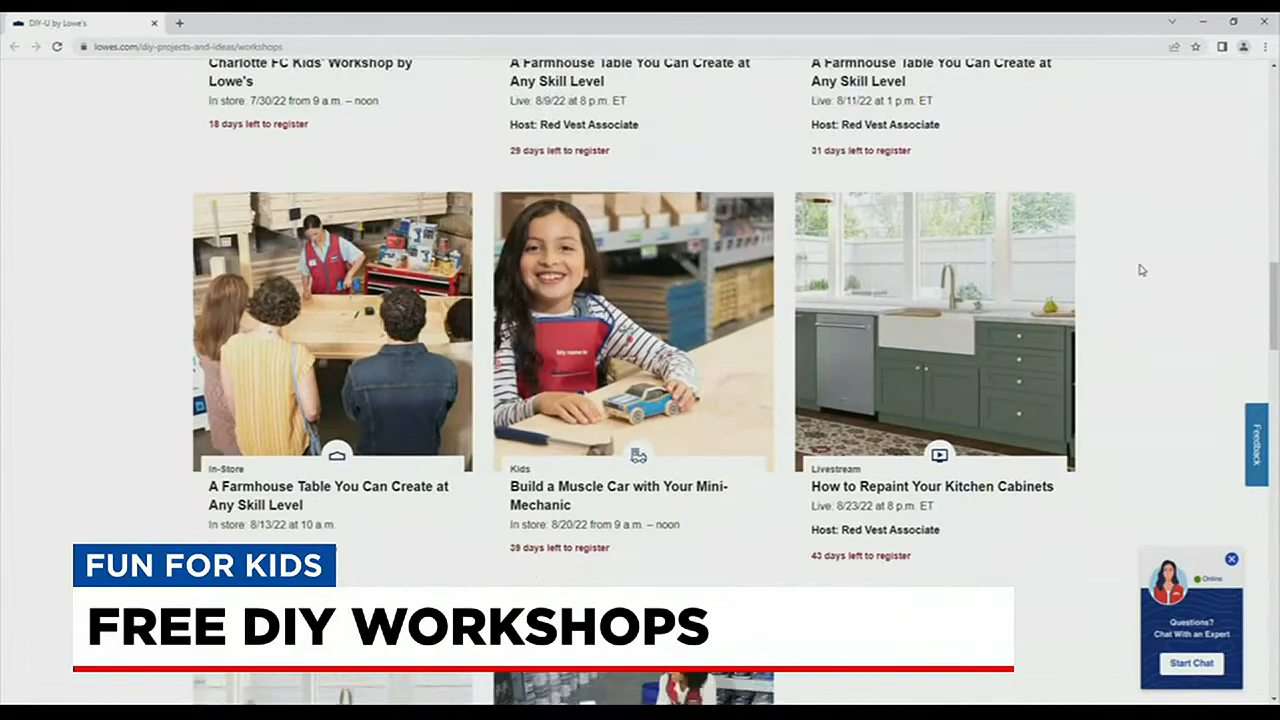 DIY-U by Lowe's
lowes.com/diy-projects-and-ideas/workshops
Charlotte FC Kids' Workshop by
Lowe's
In store: 7/30/22 from 9 a.m. – noon
18 days left to register
A Farmhouse Table You Can Create at
Any Skill Level
Live: 8/9/22 at 8 p.m. ET
Host: Red Vest Associate
29 days left to register
A Farmhouse Table You Can Create at
Any Skill Level
Live: 8/11/22 at 1 p.m. ET
Host: Red Vest Associate
31 days left to register
My name is
In-Store
A Farmhouse Table You Can Create at
Any Skill Level
In store: 8/13/22 at 10 a.m.
Kids
Build a Muscle Car with Your Mini-
Mechanic
In store: 8/20/22 from 9 a.m. – noon
39 days left to register
Livestream
How to Repaint Your Kitchen Cabinets
Live: 8/23/22 at 8 p.m. ET
Host: Red Vest Associate
43 days left to register
Feedback
Online
Questions?
Chat With an Expert
Start Chat
FUN FOR KIDS
FREE DIY WORKSHOPS